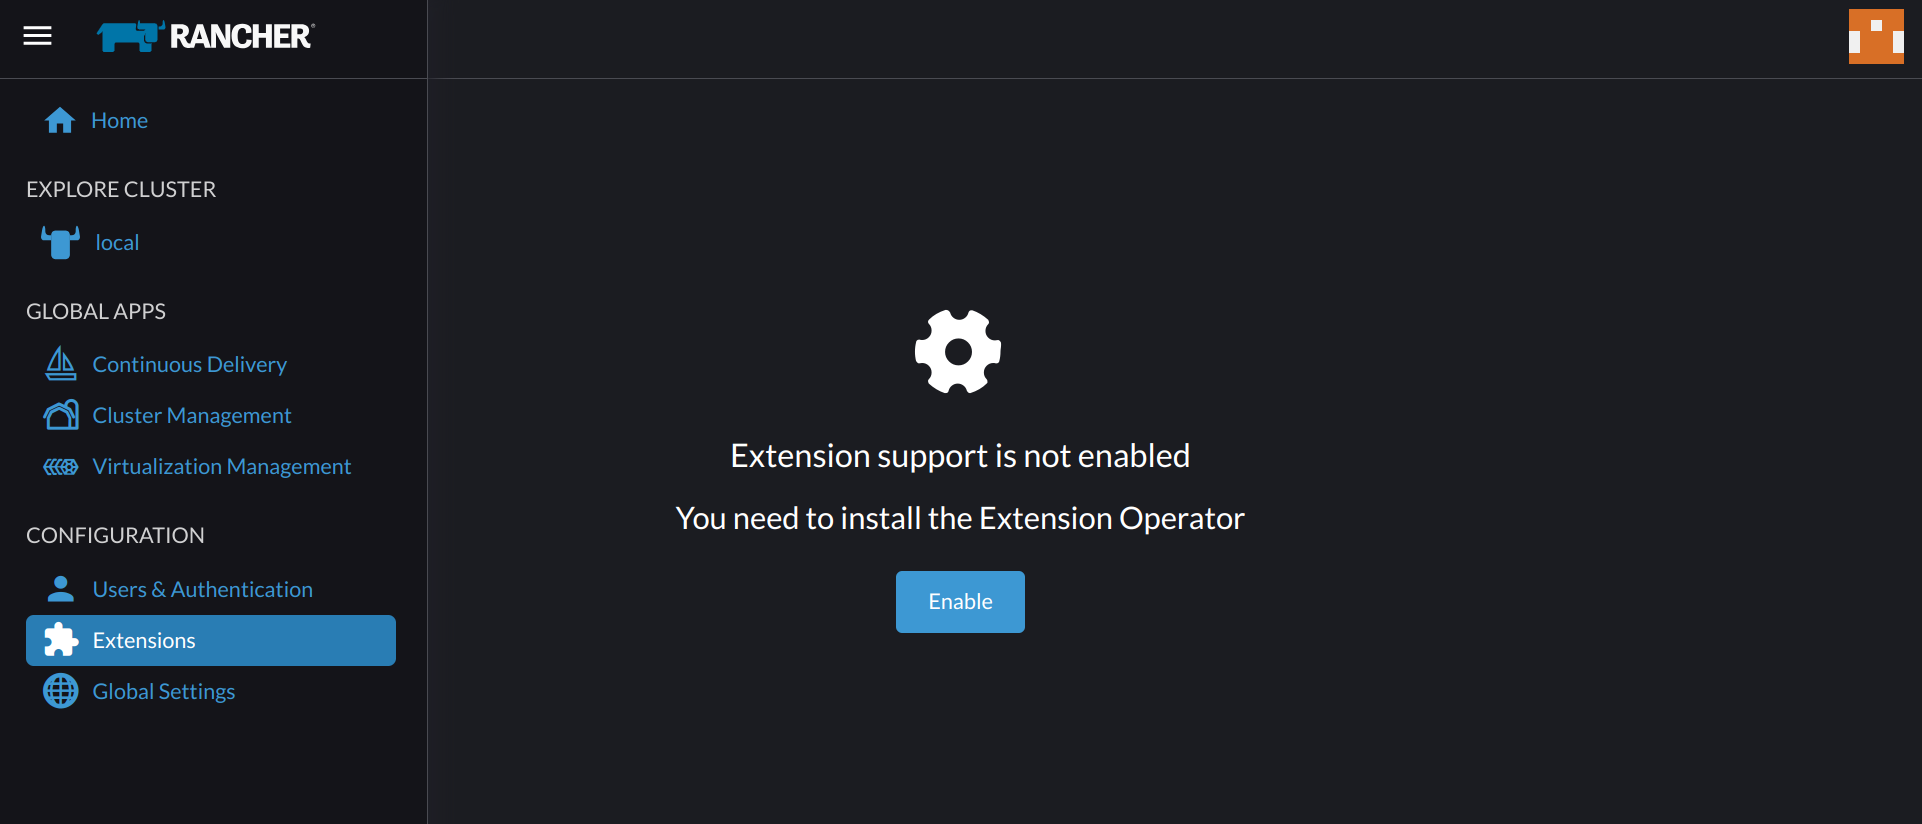 RANCHER®
Home
EXPLORE CLUSTER
local
GLOBAL APPS
Continuous Delivery
Cluster Management
Virtualization Management
CONFIGURATION
Users & Authentication
Extensions
Global Settings
Extension support is not enabled
You need to install the Extension Operator
Enable